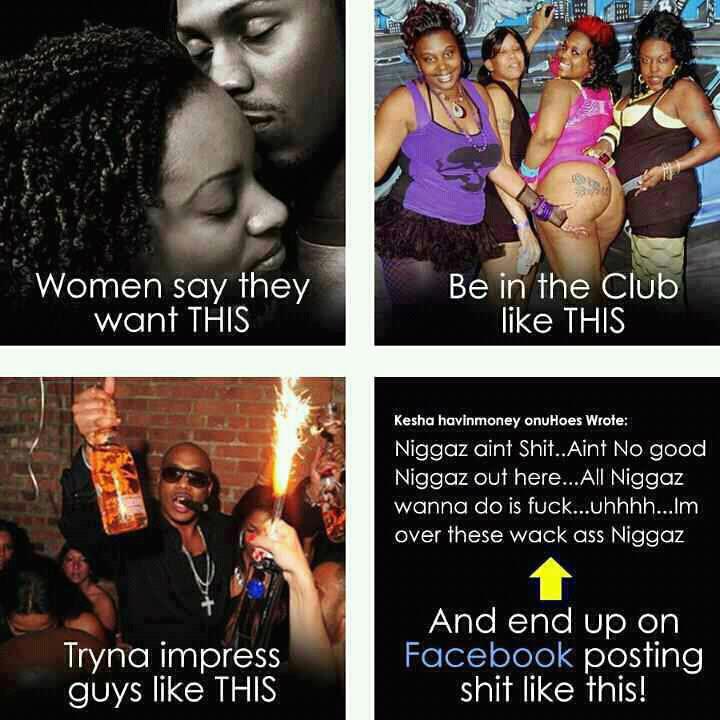 Women say they
want THIS
Be in the Club
like THIS
Tryna impress
guys like THIS
Kesha havinmoney onuHoes Wrote:
Niggaz aint Shit..Aint No good
Niggaz out here...All Niggaz
wanna do is fuck...uhhhh...Im
over these wack ass Niggaz
And end up on
Facebook posting
shit like this!